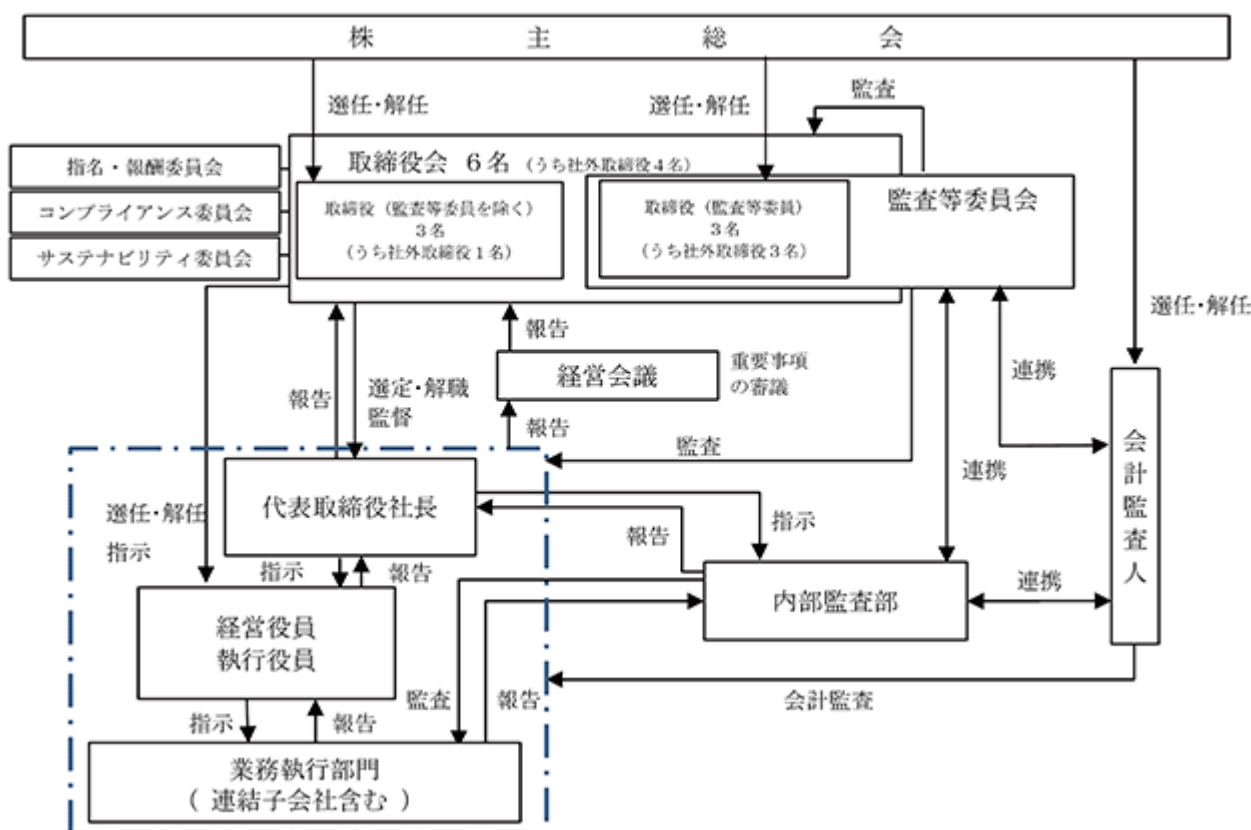 株主総会
選任・解任
選任・解任
監査
指名・報酬委員会
コンプライアンス委員会
サステナビリティ委員会
取締役会 6名（うち社外取締役4名）
取締役（監査等委員を除く）
3名
（うち社外取締役1名）
取締役（監査等委員）
3名
（うち社外取締役3名）
監査等委員会
選任・解任
報告
経営会議
重要事項
の審議
連携
報告
選定・解職
監督
報告
監査
連携
会計監査人
代表取締役社長
選任・解任
指示
指示
報告
指示
報告
経営役員
執行役員
内部監査部
連携
指示
報告
監査
報告
会計監査
業務執行部門
（ 連結子会社含む ）